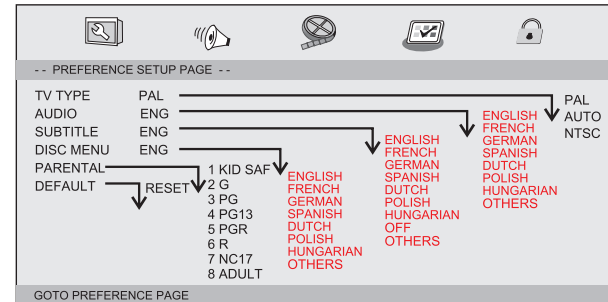 - - PREFERENCE SETUP PAGE - -
TV TYPE PAL
AUDIO ENG
SUBTITLE ENG
DISC MENU ENG
PARENTAL
DEFAULT RESET
1 KID SAF
2 G
3 PG
4 PG13
5 PGR
6 R
7 NC17
8 ADULT
ENGLISH
FRENCH
GERMAN
SPANISH
DUTCH
POLISH
HUNGARIAN
OTHERS
ENGLISH
FRENCH
GERMAN
SPANISH
DUTCH
POLISH
HUNGARIAN
OFF
OTHERS
ENGLISH
FRENCH
GERMAN
SPANISH
DUTCH
POLISH
HUNGARIAN
OTHERS
PAL
AUTO
NTSC
GOTO PREFERENCE PAGE